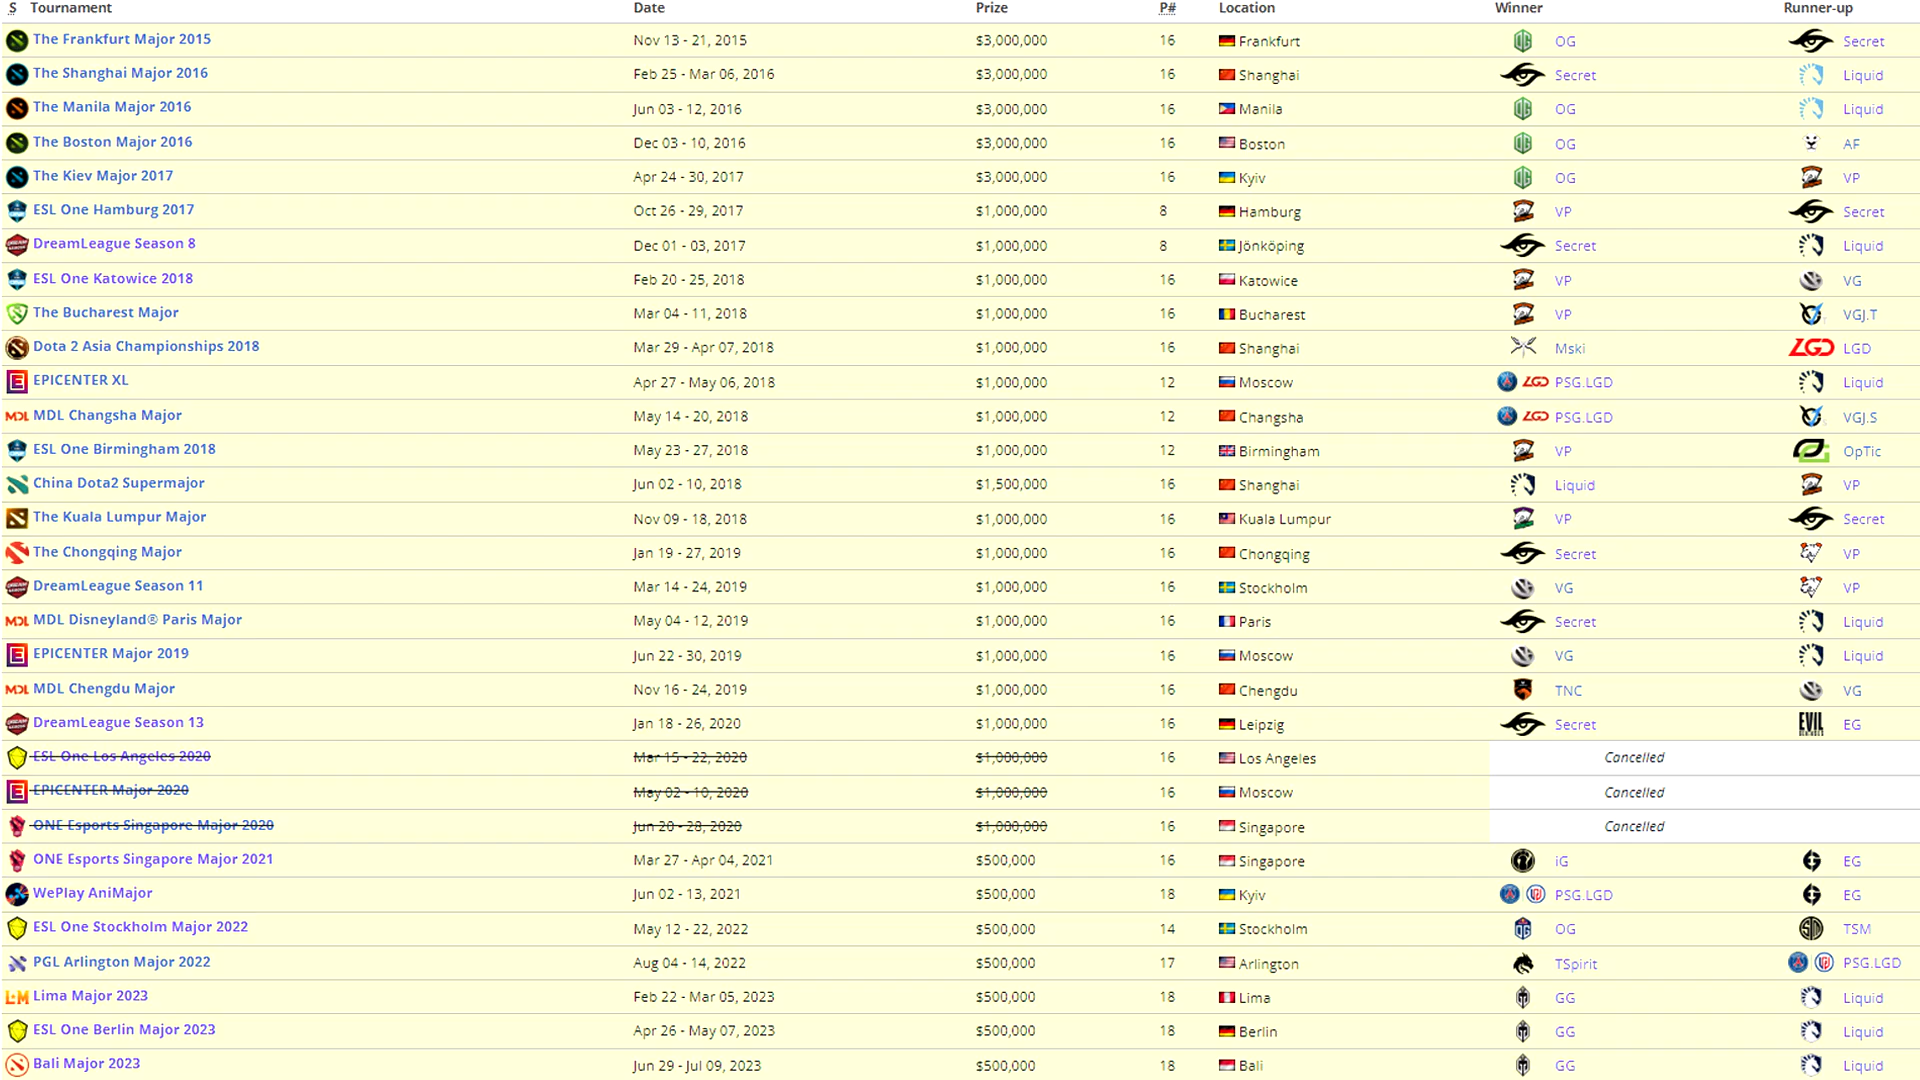 S Tournament Date Prize P# Location Winner Runner-up
The Frankfurt Major 2015 Nov 13 - 21, 2015 $3,000,000 16 Frankfurt OG Secret
The Shanghai Major 2016 Feb 25 - Mar 06, 2016 $3,000,000 16 Shanghai Secret Liquid
The Manila Major 2016 Jun 03 - 12, 2016 $3,000,000 16 Manila OG Liquid
The Boston Major 2016 Dec 03 - 10, 2016 $3,000,000 16 Boston OG AF
The Kiev Major 2017 Apr 24 - 30, 2017 $3,000,000 16 Kyiv OG VP
ESL One Hamburg 2017 Oct 26 - 29, 2017 $1,000,000 8 Hamburg VP Secret
DreamLeague Season 8 Dec 01 - 03, 2017 $1,000,000 8 Jönköping Secret Liquid
ESL One Katowice 2018 Feb 20 - 25, 2018 $1,000,000 16 Katowice VP VG
The Bucharest Major Mar 04 - 11, 2018 $1,000,000 16 Bucharest VP VGJ.T
Dota 2 Asia Championships 2018 Mar 29 - Apr 07, 2018 $1,000,000 16 Shanghai Mski LGD LGD
E EPICENTER XL Apr 27 - May 06, 2018 $1,000,000 12 Moscow LGD PSG.LGD Liquid
MDL MDL Changsha Major May 14 - 20, 2018 $1,000,000 12 Changsha LGD PSG.LGD VGJ.S
ESL One Birmingham 2018 May 23 - 27, 2018 $1,000,000 12 Birmingham VP OpTic
China Dota2 Supermajor Jun 02 - 10, 2018 $1,500,000 16 Shanghai Liquid VP
The Kuala Lumpur Major Nov 09 - 18, 2018 $1,000,000 16 Kuala Lumpur VP Secret
The Chongqing Major Jan 19 - 27, 2019 $1,000,000 16 Chongqing Secret VP
DreamLeague Season 11 Mar 14 - 24, 2019 $1,000,000 16 Stockholm VG VP
MDL MDL Disneyland® Paris Major May 04 - 12, 2019 $1,000,000 16 Paris Secret Liquid
E EPICENTER Major 2019 Jun 22 - 30, 2019 $1,000,000 16 Moscow VG Liquid
MDL MDL Chengdu Major Nov 16 - 24, 2019 $1,000,000 16 Chengdu TNC VG
DreamLeague Season 13 Jan 18 - 26, 2020 $1,000,000 16 Leipzig Secret EVIL EG
ESL One Los Angeles 2020 Mar 15 - 22, 2020 $1,000,000 16 Los Angeles Cancelled
E EPICENTER Major 2020 May 02 - 10, 2020 $1,000,000 16 Moscow Cancelled
ONE Esports Singapore Major 2020 Jun 20 - 28, 2020 $1,000,000 16 Singapore Cancelled
ONE Esports Singapore Major 2021 Mar 27 - Apr 04, 2021 $500,000 16 Singapore iG EG
WePlay AniMajor Jun 02 - 13, 2021 $500,000 18 Kyiv PSG.LGD EG
ESL One Stockholm Major 2022 May 12 - 22, 2022 $500,000 14 Stockholm OG TSM
PGL Arlington Major 2022 Aug 04 - 14, 2022 $500,000 17 Arlington TSpirit PSG.LGD
Lima Major 2023 Feb 22 - Mar 05, 2023 $500,000 18 Lima GG Liquid
ESL One Berlin Major 2023 Apr 26 - May 07, 2023 $500,000 18 Berlin GG Liquid
Bali Major 2023 Jun 29 - Jul 09, 2023 $500,000 18 Bali GG Liquid